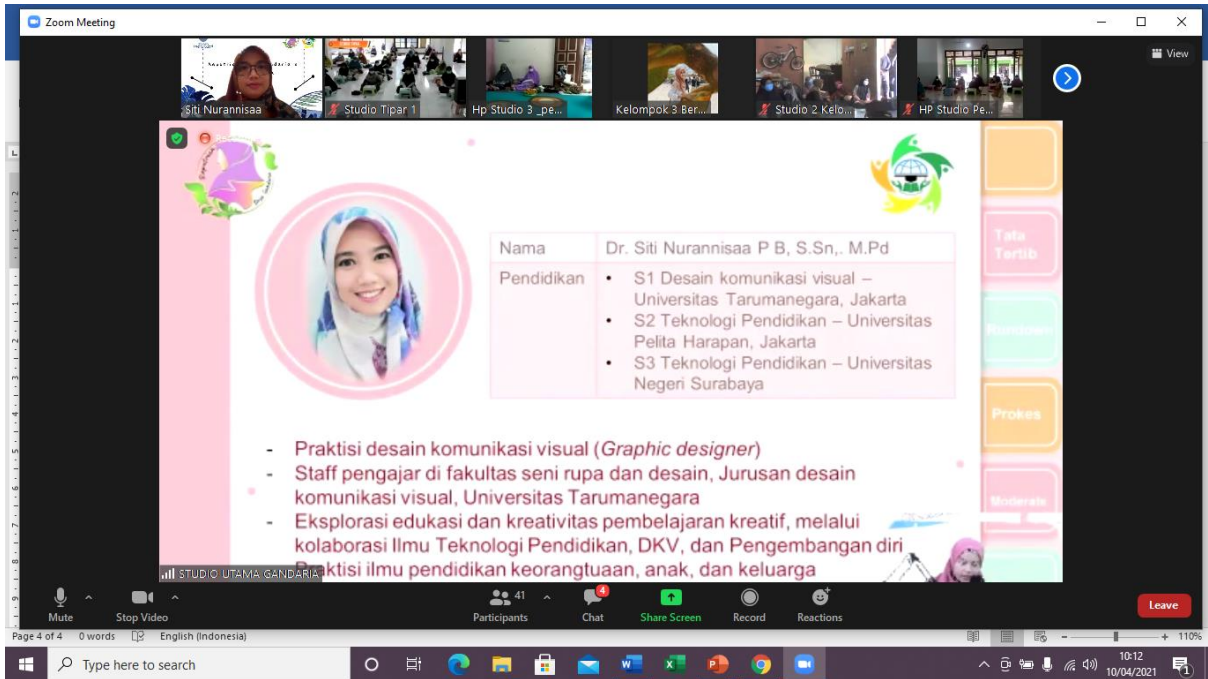 Zoom Meeting
View
Siti Nurannisaa
Studio Tipar 1
Hp Studio 3 _pe...
Kelompok 3 Ber...
Studio 2 Kelo...
HP Studio Pe...
Nama Dr. Siti Nurannisaa P B, S.Sn,. M.Pd
Pendidikan • S1 Desain komunikasi visual –
Universitas Tarumanegara, Jakarta
• S2 Teknologi Pendidikan – Universitas
Pelita Harapan, Jakarta
• S3 Teknologi Pendidikan – Universitas
Negeri Surabaya
Tata
Tertib
Rundown
Prokes
Moderato
- Praktisi desain komunikasi visual (Graphic designer)
- Staff pengajar di fakultas seni rupa dan desain, Jurusan desain
komunikasi visual, Universitas Tarumanegara
- Eksplorasi edukasi dan kreativitas pembelajaran kreatif, melalui
kolaborasi Ilmu Teknologi Pendidikan, DKV, dan Pengembangan diri
ktisi ilmu pendidikan keorangtuaan, anak, dan keluarga
STUDIO UTAMA GANDARIA
Mute
Stop Video
41
Participants
4
Chat
Share Screen
Record
Reactions
Leave
Page 4 of 4 0 words English (Indonesia)
110%
Type here to search
10:12
10/04/2021